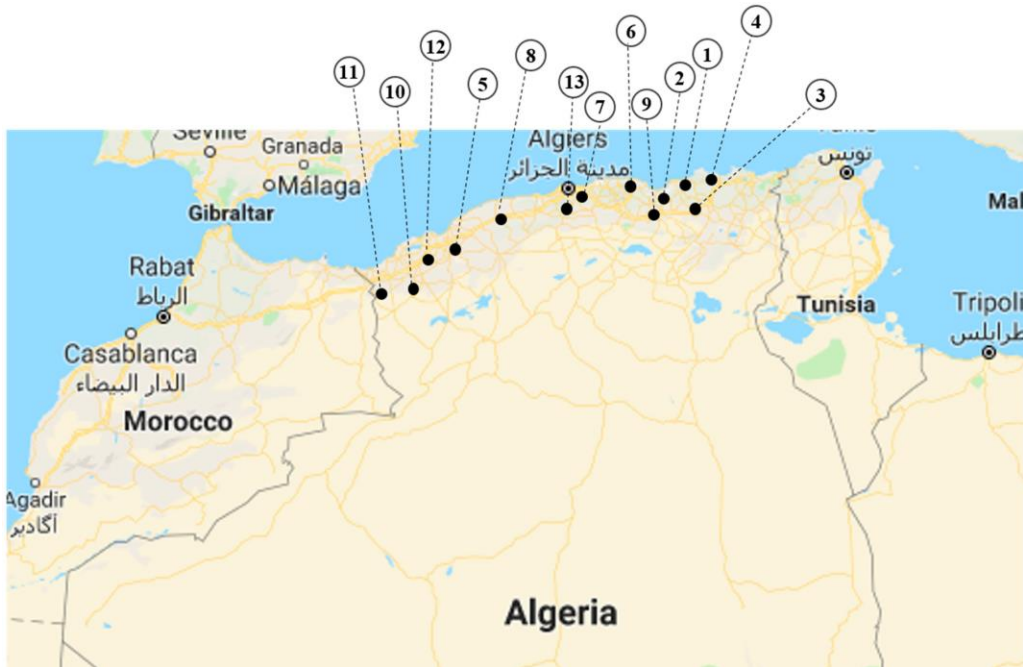 4
6
12
8
2
1
11
10
5
13
7
9
3
Seville
Granada
Málaga
Gibraltar
Algiers
مدينة الجزائر
تونس
Rabat
الرباط
Casablanca
الدار البيضاء
Morocco
Agadir
أگادير
Tunisia
Tripoli
طرابلس
Algeria